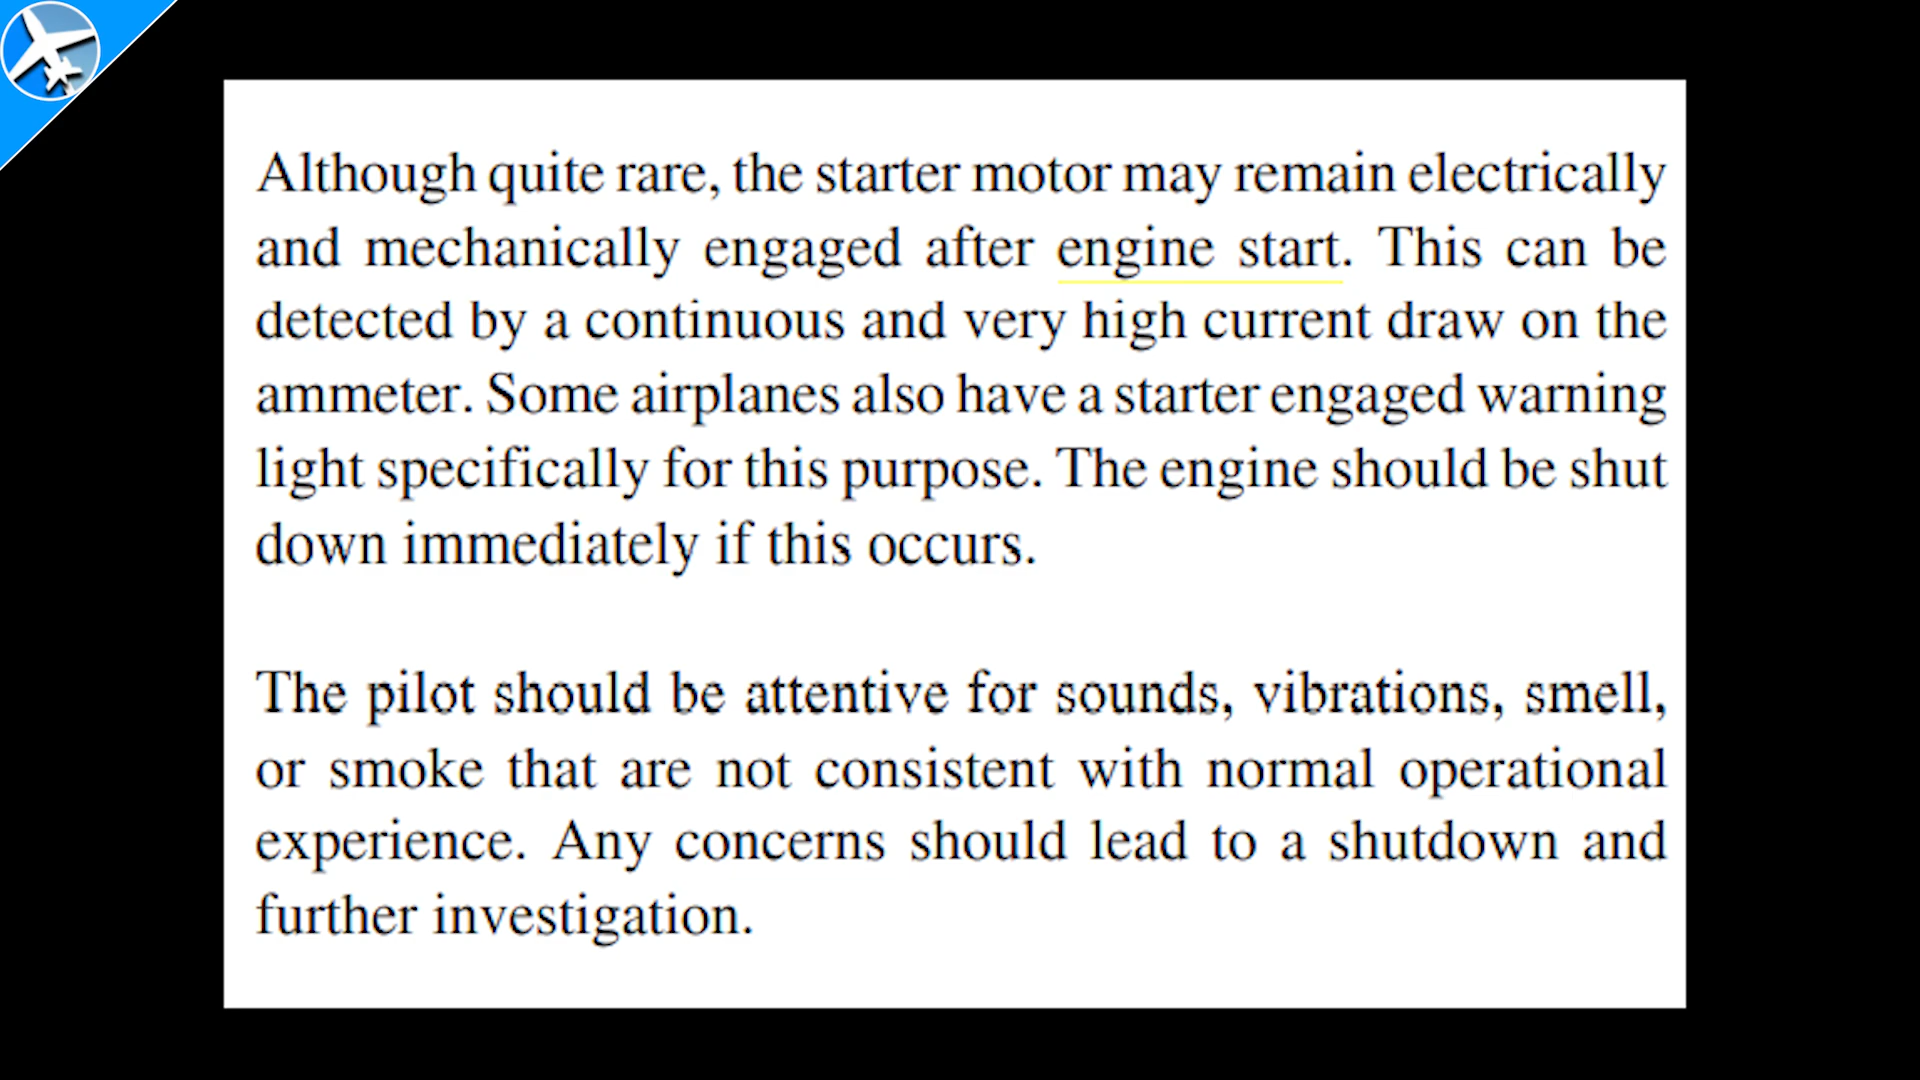 Although quite rare, the starter motor may remain electrically
and mechanically engaged after engine start. This can be
detected by a continuous and very high current draw on the
ammeter. Some airplanes also have a starter engaged warning
light specifically for this purpose. The engine should be shut
down immediately if this occurs.
The pilot should be attentive for sounds, vibrations, smell,
or smoke that are not consistent with normal operational
experience. Any concerns should lead to a shutdown and
further investigation.